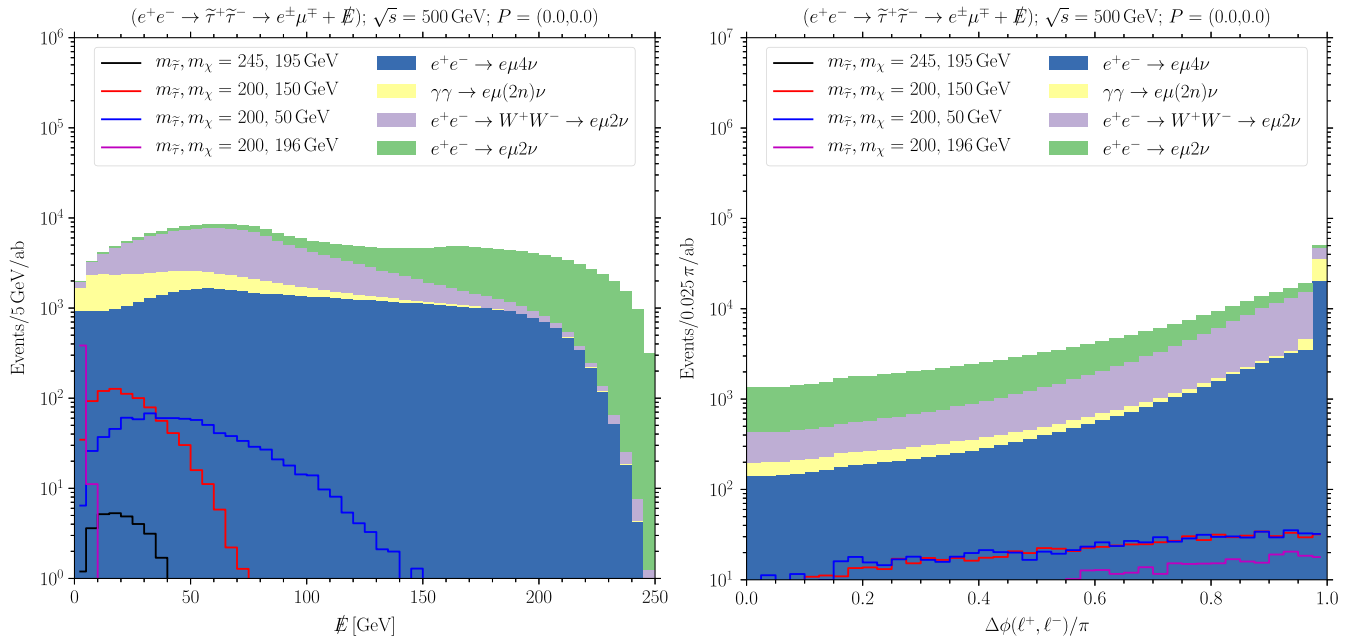 (e⁺e⁻ → τ̃⁺τ̃⁻ → e^±μ^∓ + E̸); √s = 500 GeV; P = (0.0,0.0)
10⁶
10⁵
10⁴
10³
10²
10¹
10⁰
Events/5 GeV/ab
m_τ̃, m_χ = 245, 195 GeV
m_τ̃, m_χ = 200, 150 GeV
m_τ̃, m_χ = 200, 50 GeV
m_τ̃, m_χ = 200, 196 GeV
e⁺e⁻ → eμ4ν
γγ → eμ(2n)ν
e⁺e⁻ → W⁺W⁻ → eμ2ν
e⁺e⁻ → eμ2ν
0 50 100 150 200 250
E̸ [GeV]
(e⁺e⁻ → τ̃⁺τ̃⁻ → e^±μ^∓ + E̸); √s = 500 GeV; P = (0.0,0.0)
10⁷
10⁶
10⁵
10⁴
10³
10²
10¹
Events/0.025 π/ab
m_τ̃, m_χ = 245, 195 GeV
m_τ̃, m_χ = 200, 150 GeV
m_τ̃, m_χ = 200, 50 GeV
m_τ̃, m_χ = 200, 196 GeV
e⁺e⁻ → eμ4ν
γγ → eμ(2n)ν
e⁺e⁻ → W⁺W⁻ → eμ2ν
e⁺e⁻ → eμ2ν
0.0 0.2 0.4 0.6 0.8 1.0
Δϕ(ℓ⁺, ℓ⁻)/π